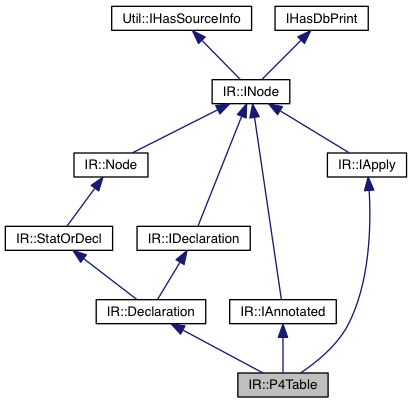 Util::IHasSourceInfo
IHasDbPrint
IR::INode
IR::Node
IR::IApply
IR::StatOrDecl
IR::IDeclaration
IR::Declaration
IR::IAnnotated
IR::P4Table